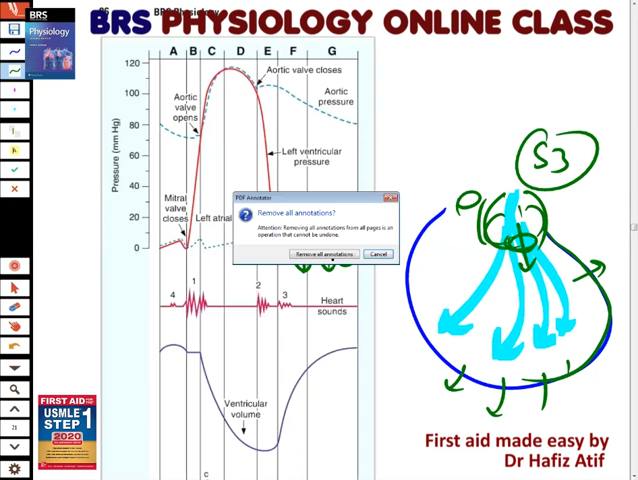 BRS PHYSIOLOGY ONLINE CLASS
BRS
Physiology
A B C D E F G
120
100
80
60
40
20
0
Pressure (mm Hg)
Aortic valve closes
Aortic
valve
opens
Aortic
pressure
Left ventricular
pressure
Mitral
valve
closes
Left atrial
PDF Annotator
Remove all annotations?
Attention: Removing all annotations from all pages is an
operation that cannot be undone.
Remove all annotations
Cancel
S3
4 1 2 3
Heart
sounds
Ventricular
volume
c
21
FIRST AID
FOR THE
USMLE
STEP 1
2020
First aid made easy by
Dr Hafiz Atif